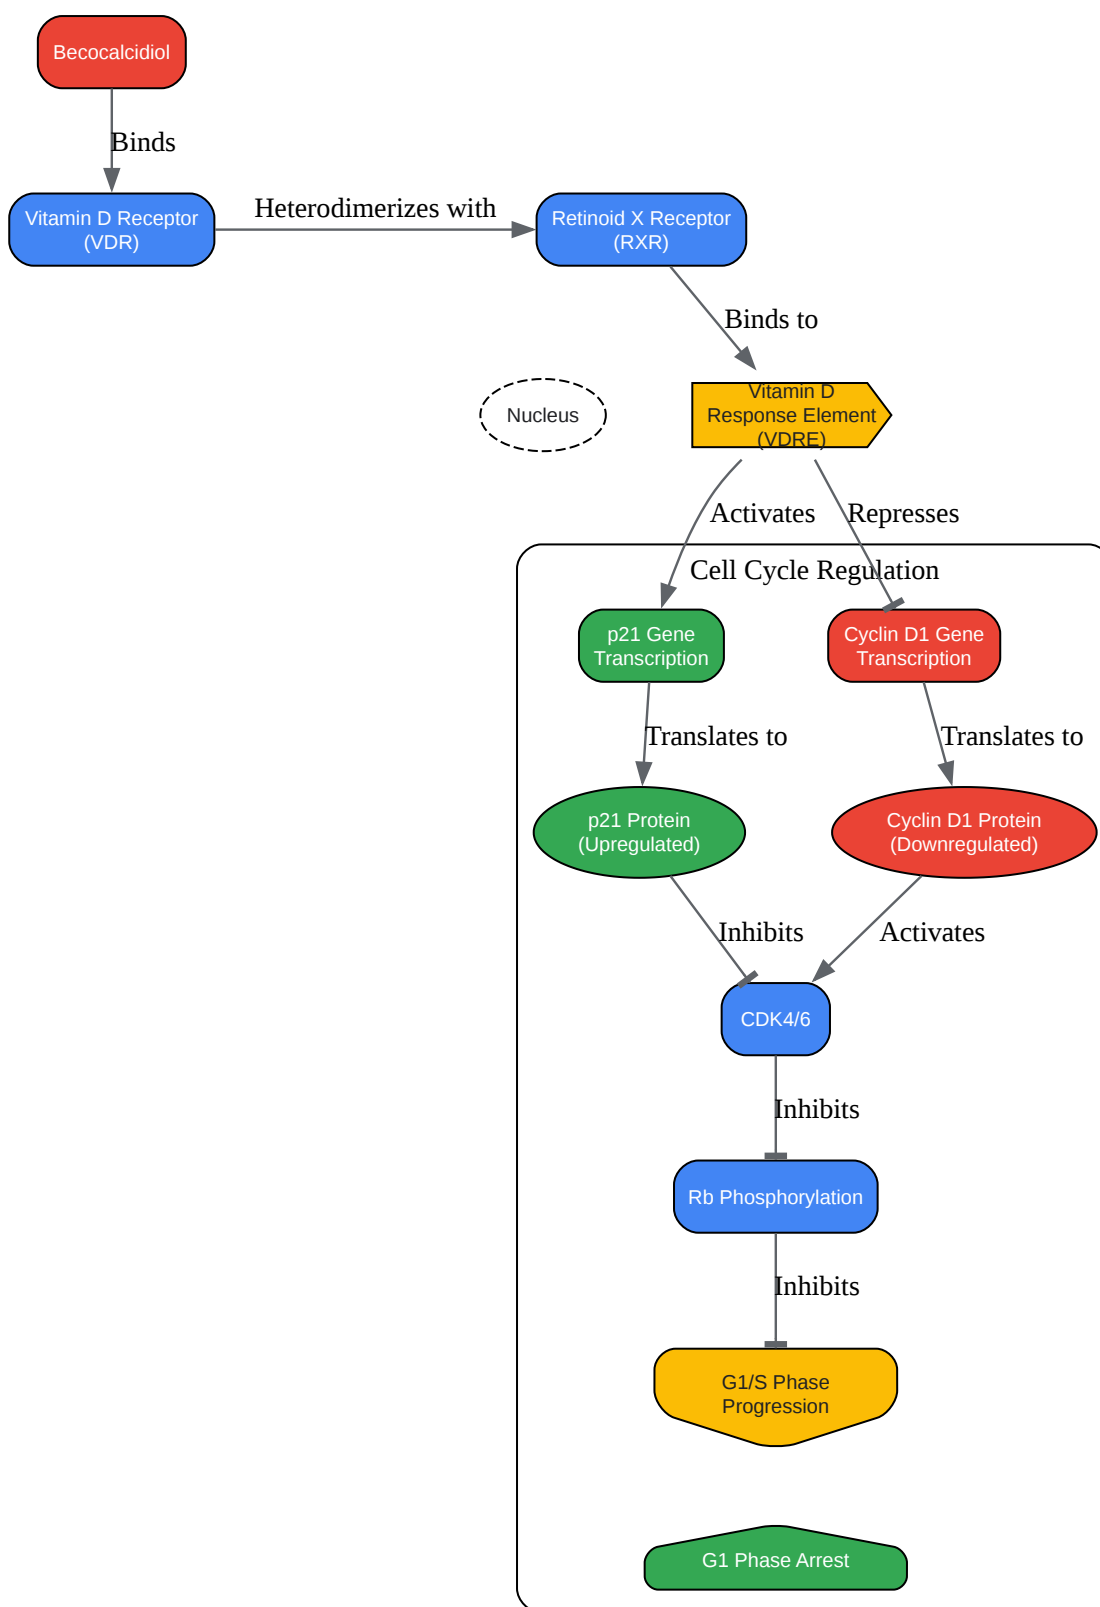 Becocalcidiol
Binds
Vitamin D Receptor
(VDR)
Heterodimerizes with
Retinoid X Receptor
(RXR)
Binds to
Nucleus
Vitamin D
Response Element
(VDRE)
Activates
Represses
Cell Cycle Regulation
p21 Gene
Transcription
Cyclin D1 Gene
Transcription
Translates to
Translates to
p21 Protein
(Upregulated)
Cyclin D1 Protein
(Downregulated)
Inhibits
Activates
CDK4/6
Inhibits
Rb Phosphorylation
Inhibits
G1/S Phase
Progression
G1 Phase Arrest